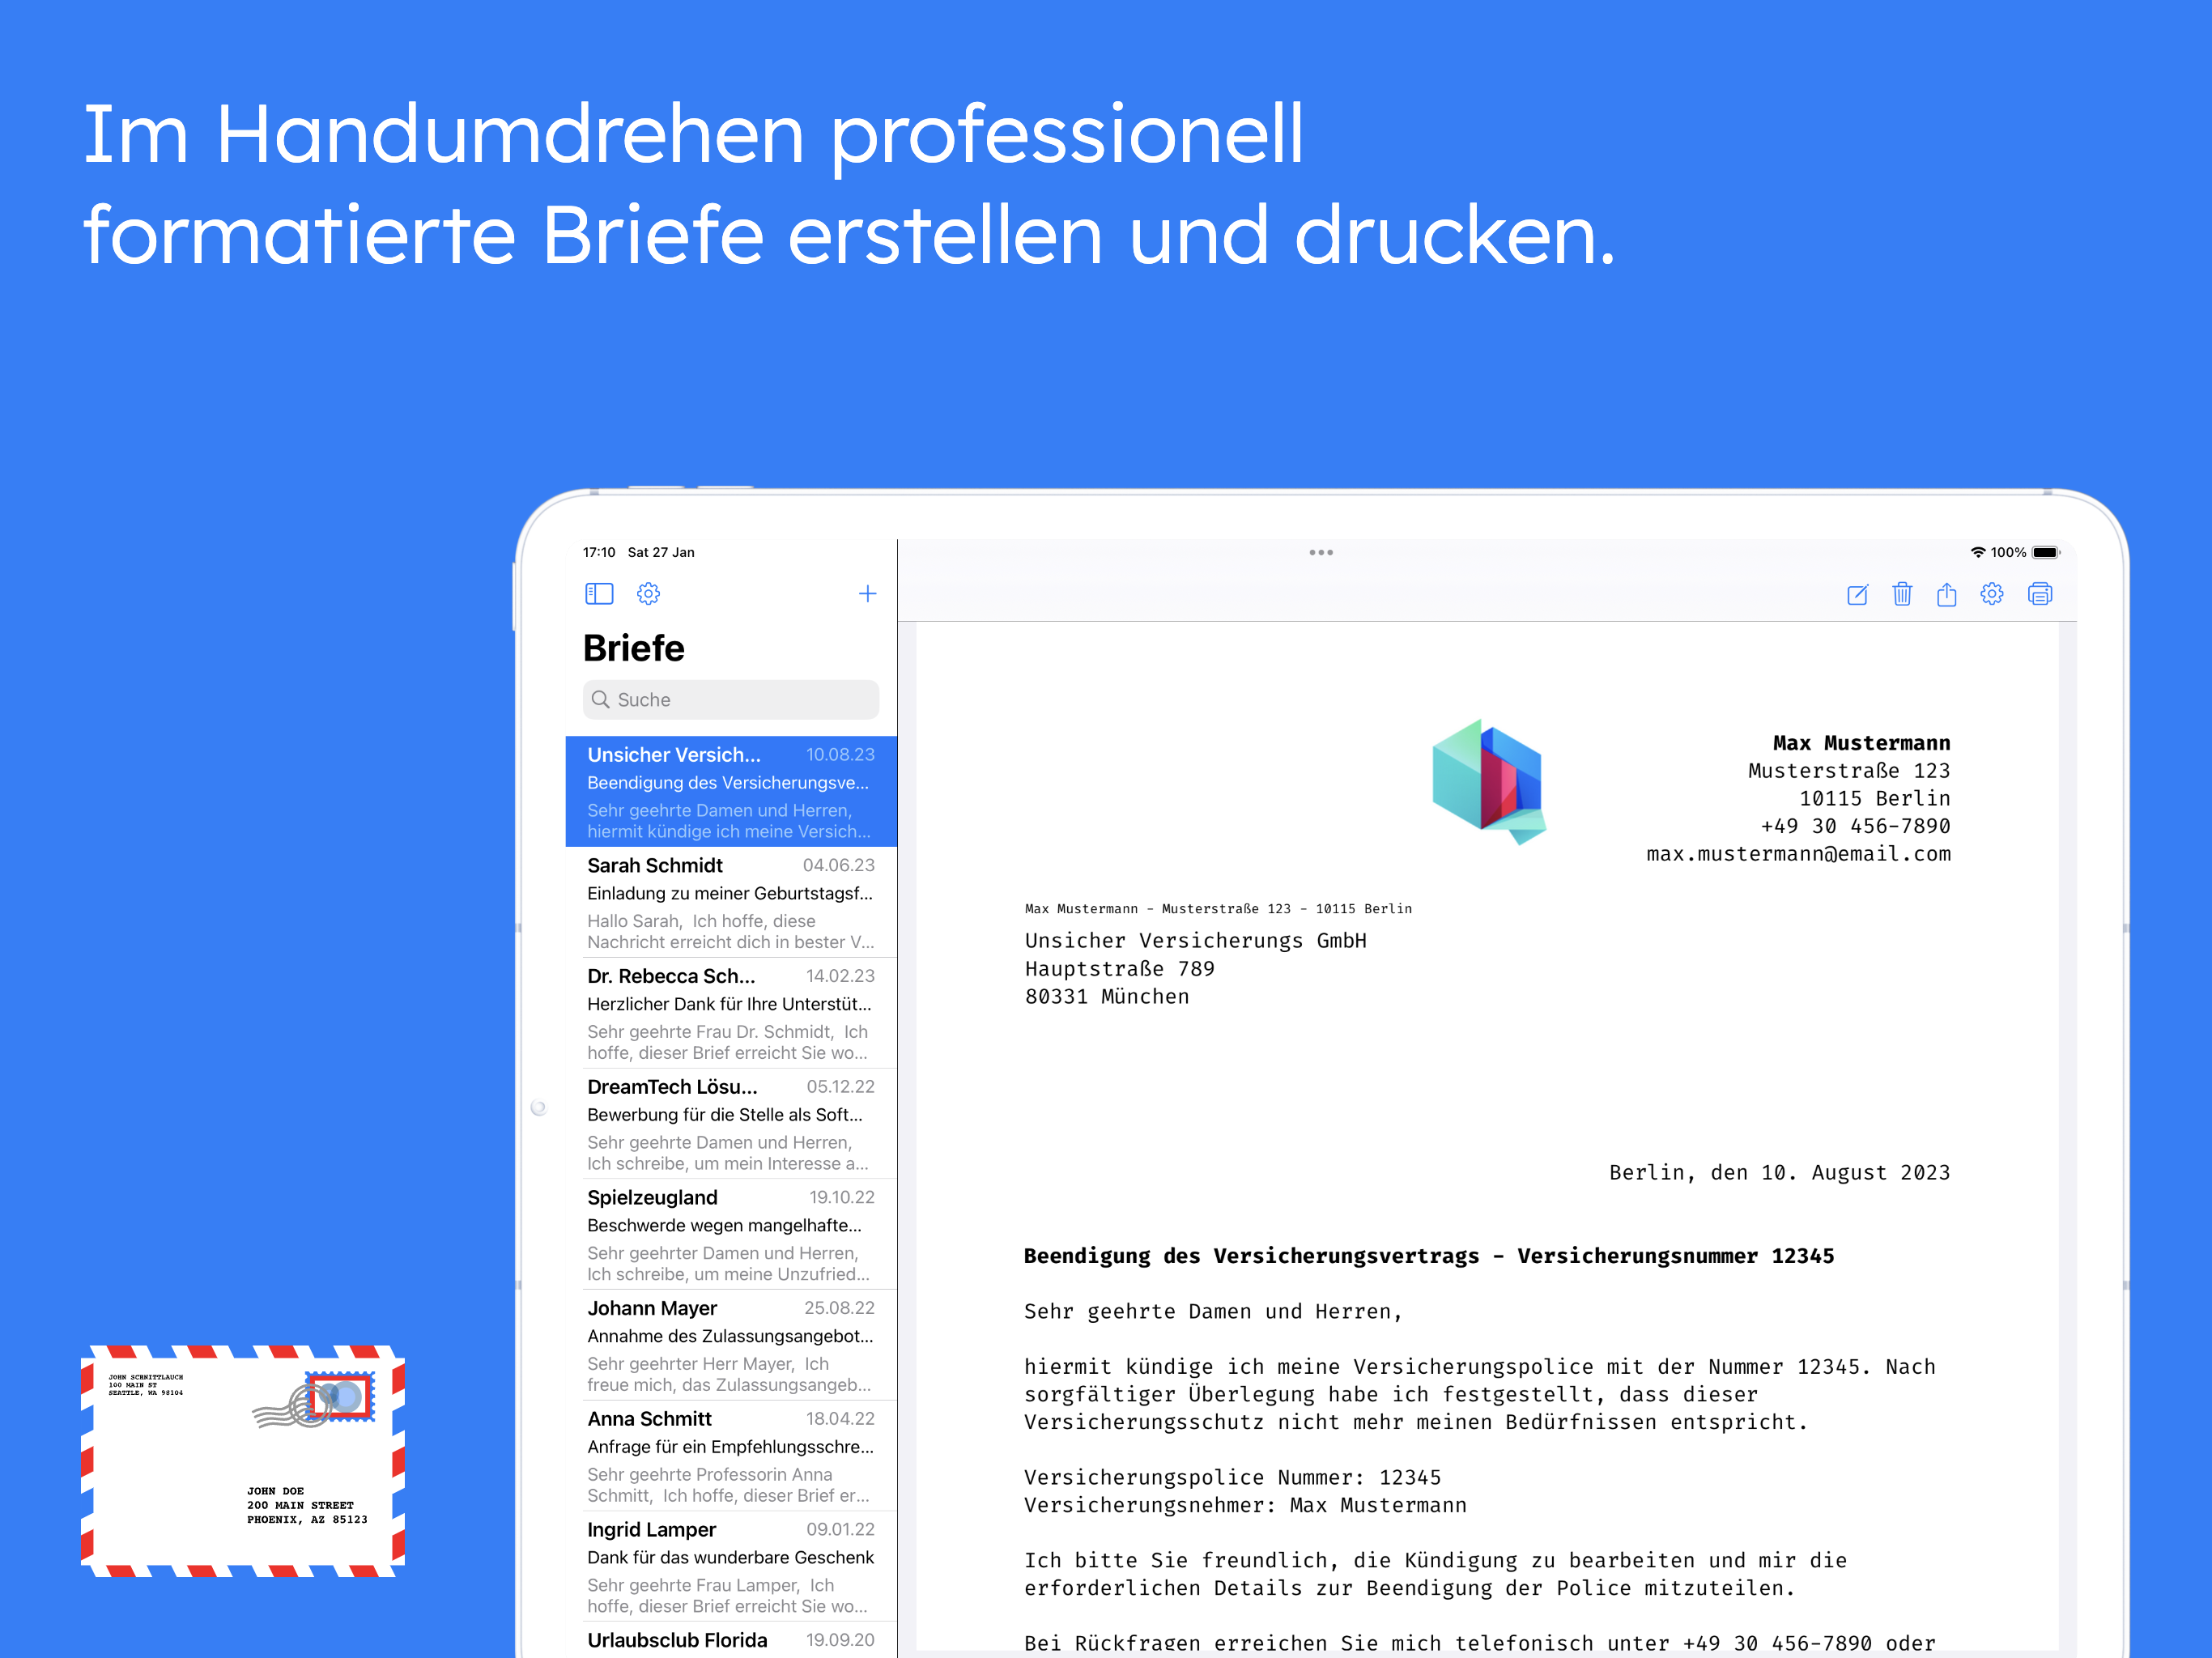 Im Handumdrehen professionell
formatierte Briefe erstellen und drucken.
17:10 Sat 27 Jan
100%
Briefe
Suche
Unsicher Versich... 10.08.23
Beendigung des Versicherungsve...
Sehr geehrte Damen und Herren,
hiermit kündige ich meine Versich...
Sarah Schmidt 04.06.23
Einladung zu meiner Geburtstagsf...
Hallo Sarah, Ich hoffe, diese
Nachricht erreicht dich in bester V...
Dr. Rebecca Sch... 14.02.23
Herzlicher Dank für Ihre Unterstüt...
Sehr geehrte Frau Dr. Schmidt, Ich
hoffe, dieser Brief erreicht Sie wo...
DreamTech Lösu... 05.12.22
Bewerbung für die Stelle als Soft...
Sehr geehrte Damen und Herren,
Ich schreibe, um mein Interesse a...
Spielzeugland 19.10.22
Beschwerde wegen mangelhafte...
Sehr geehrter Damen und Herren,
Ich schreibe, um meine Unzufried...
Johann Mayer 25.08.22
Annahme des Zulassungsangebot...
Sehr geehrter Herr Mayer, Ich
freue mich, das Zulassungsangeb...
Anna Schmitt 18.04.22
Anfrage für ein Empfehlungsschre...
Sehr geehrte Professorin Anna
Schmitt, Ich hoffe, dieser Brief er...
Ingrid Lamper 09.01.22
Dank für das wunderbare Geschenk
Sehr geehrte Frau Lamper, Ich
hoffe, dieser Brief erreicht Sie wo...
Urlaubsclub Florida 19.09.20
Max Mustermann
Musterstraße 123
10115 Berlin
+49 30 456-7890
max.mustermann@email.com
Max Mustermann - Musterstraße 123 - 10115 Berlin
Unsicher Versicherungs GmbH
Hauptstraße 789
80331 München
Berlin, den 10. August 2023
Beendigung des Versicherungsvertrags - Versicherungsnummer 12345
Sehr geehrte Damen und Herren,
hiermit kündige ich meine Versicherungspolice mit der Nummer 12345. Nach
sorgfältiger Überlegung habe ich festgestellt, dass dieser
Versicherungsschutz nicht mehr meinen Bedürfnissen entspricht.
Versicherungspolice Nummer: 12345
Versicherungsnehmer: Max Mustermann
Ich bitte Sie freundlich, die Kündigung zu bearbeiten und mir die
erforderlichen Details zur Beendigung der Police mitzuteilen.
Bei Rückfragen erreichen Sie mich telefonisch unter +49 30 456-7890 oder
JOHN SCHNITTLAUCH
100 MAIN ST
SEATTLE, WA 98104
JOHN DOE
200 MAIN STREET
PHOENIX, AZ 85123